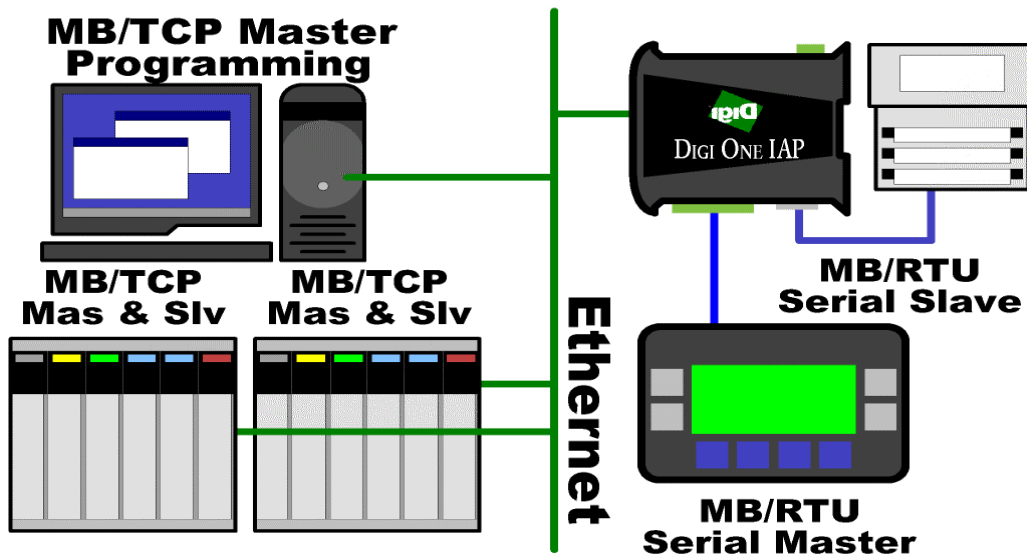 MB/TCP Master
Programming
Digi
DIGI ONE IAP
MB/TCP
Mas & Slv
MB/TCP
Mas & Slv
Ethernet
MB/RTU
Serial Slave
MB/RTU
Serial Master